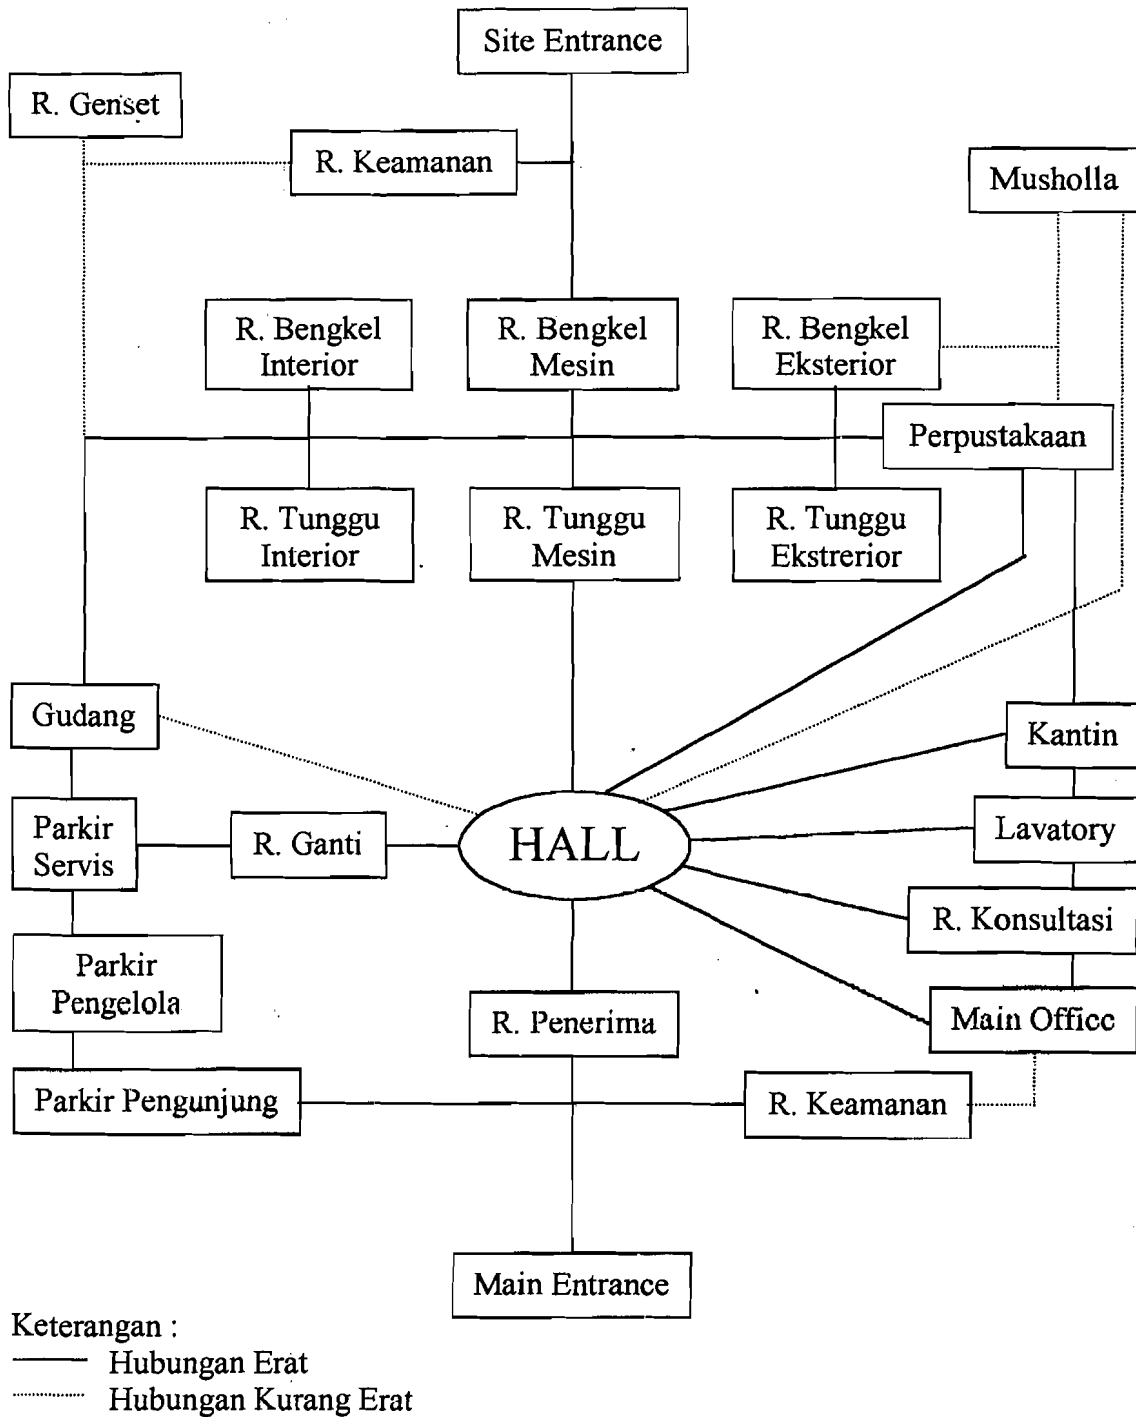 Site Entrance
R. Genset
R. Keamanan
Musholla
R. Bengkel
Interior
R. Bengkel
Mesin
R. Bengkel
Eksterior
Perpustakaan
R. Tunggu
Interior
R. Tunggu
Mesin
R. Tunggu
Ekstrerior
Gudang
Kantin
Parkir
Servis
R. Ganti
HALL
Lavatory
R. Konsultasi
Parkir
Pengelola
R. Penerima
Main Office
Parkir Pengunjung
R. Keamanan
Main Entrance
Keterangan :
Hubungan Erat
Hubungan Kurang Erat